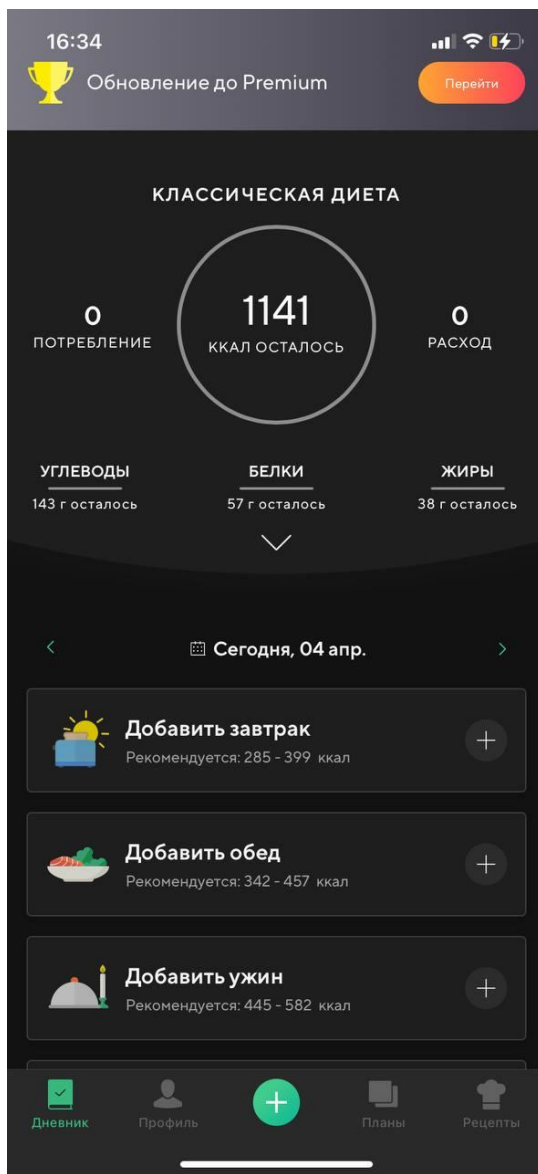 16:34
Обновление до Premium
Перейти
КЛАССИЧЕСКАЯ ДИЕТА
0
ПОТРЕБЛЕНИЕ
1141
ККАЛ ОСТАЛОСЬ
0
РАСХОД
УГЛЕВОДЫ
143 г осталось
БЕЛКИ
57 г осталось
ЖИРЫ
38 г осталось
Сегодня, 04 апр.
Добавить завтрак
Рекомендуется: 285 - 399 ккал
Добавить обед
Рекомендуется: 342 - 457 ккал
Добавить ужин
Рекомендуется: 445 - 582 ккал
Дневник
Профиль
Планы
Рецепты